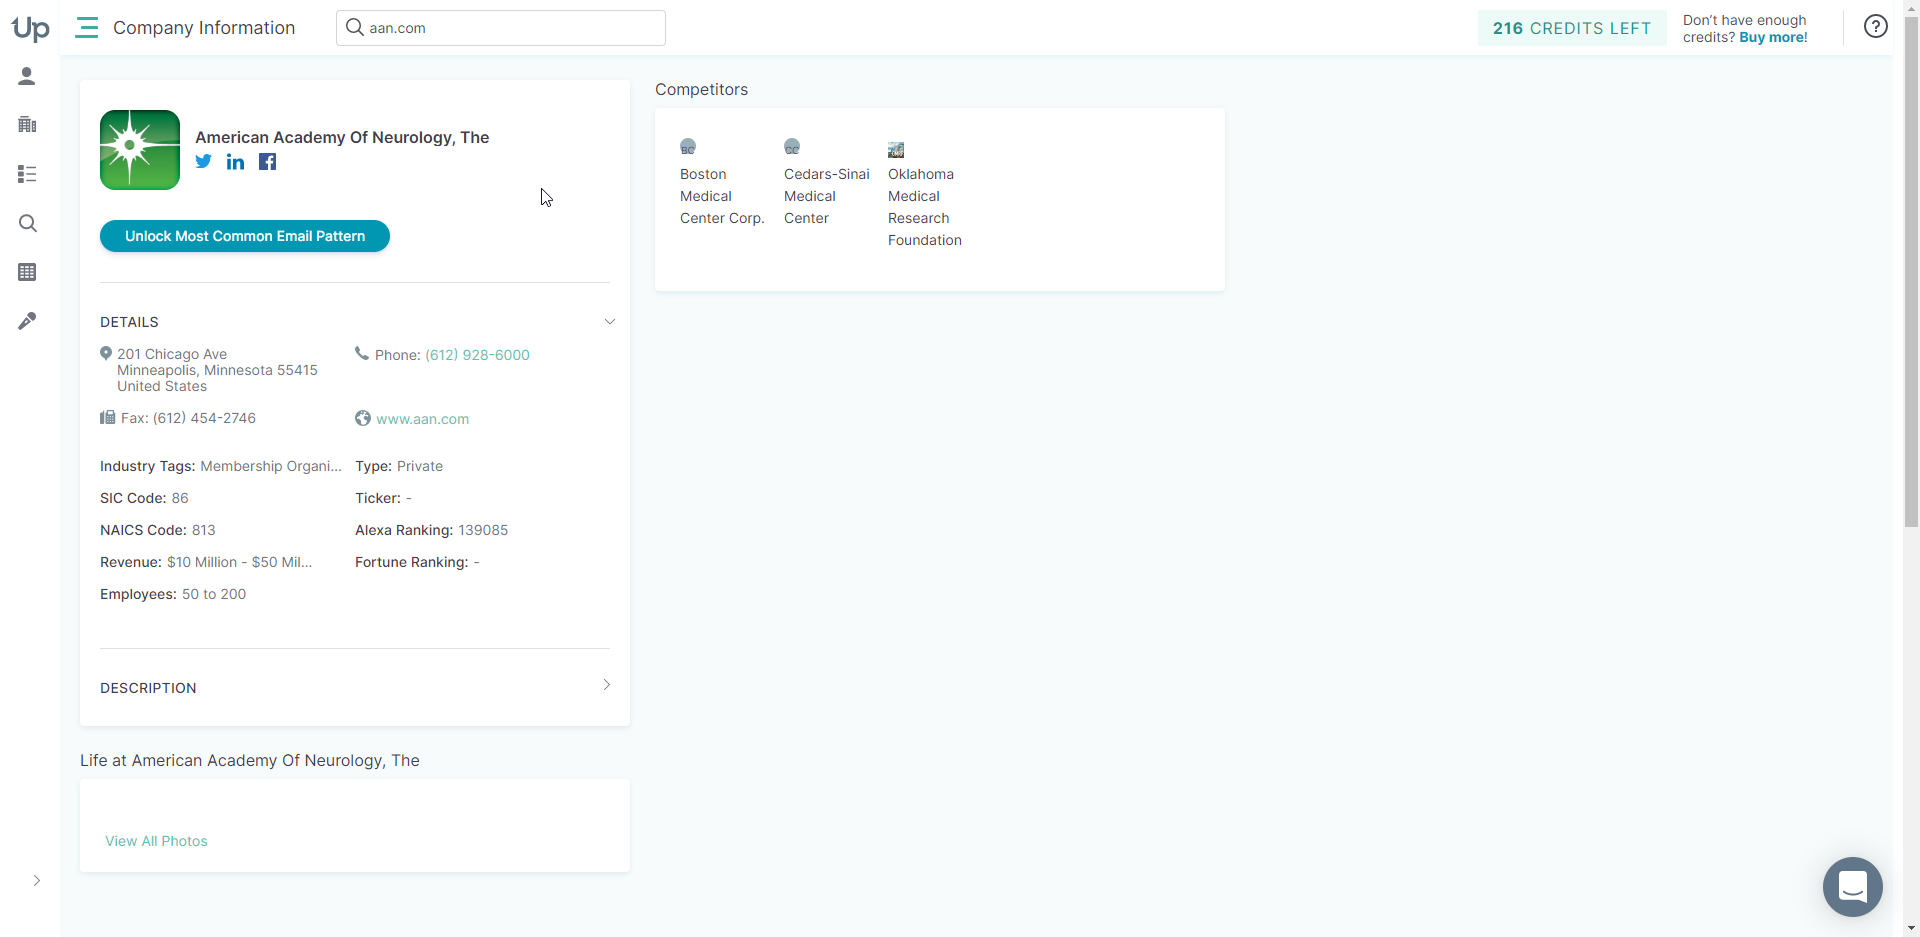 Up
Company Information
aan.com
216 CREDITS LEFT
Don't have enough
credits? Buy more!
?
American Academy Of Neurology, The
Unlock Most Common Email Pattern
DETAILS
201 Chicago Ave
Minneapolis, Minnesota 55415
United States
Phone: (612) 928-6000
Fax: (612) 454-2746
www.aan.com
Industry Tags: Membership Organi...
Type: Private
SIC Code: 86
Ticker: -
NAICS Code: 813
Alexa Ranking: 139085
Revenue: $10 Million - $50 Mil...
Fortune Ranking: -
Employees: 50 to 200
DESCRIPTION
Life at American Academy Of Neurology, The
View All Photos
Competitors
BC
Boston
Medical
Center Corp.
CC
Cedars-Sinai
Medical
Center
Oklahoma
Medical
Research
Foundation